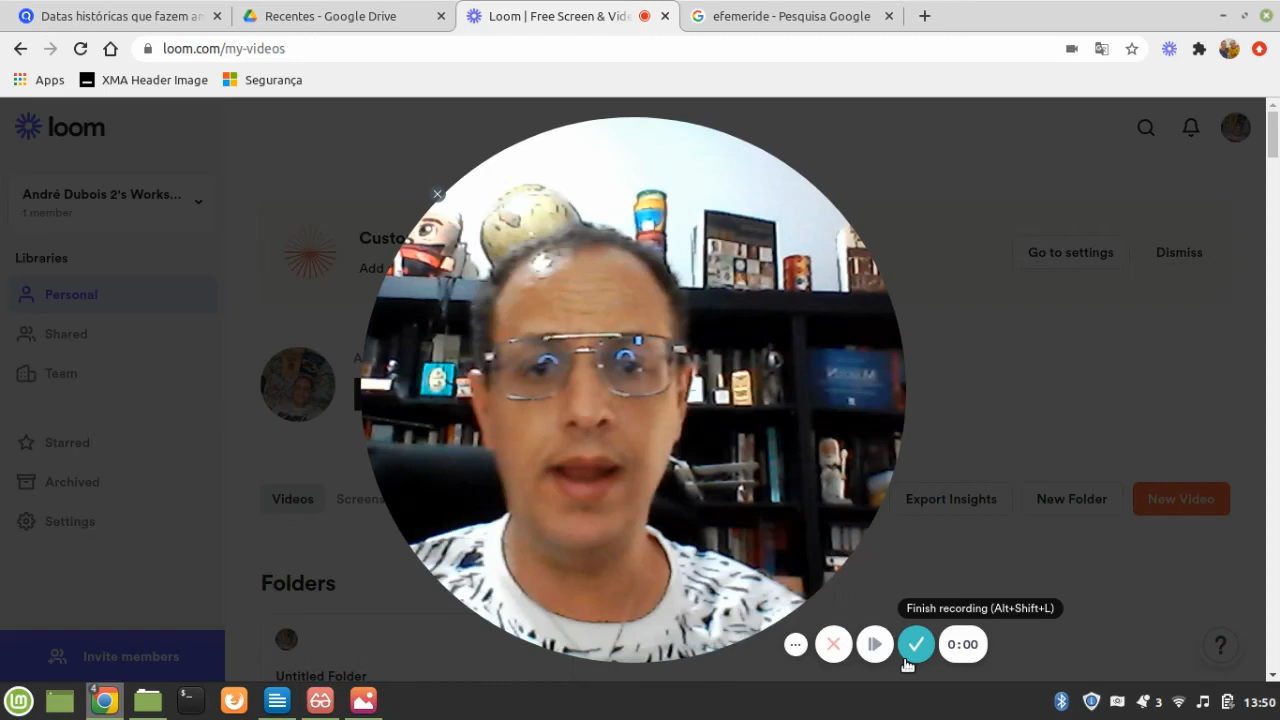 Datas históricas que fazem an
Recentes - Google Drive
Loom | Free Screen & Vide
efemeride - Pesquisa Google
loom.com/my-videos
Apps
XMA Header Image
Segurança
loom
André Dubois 2's Works...
1 member
Custo
Go to settings
Dismiss
Add
Libraries
Personal
Shared
Team
Starred
Archived
Settings
Videos
Screens
Export Insights
New Folder
New Video
Folders
Finish recording (Alt+Shift+L)
0:00
Invite members
?
Untitled Folder
4
3
13:50